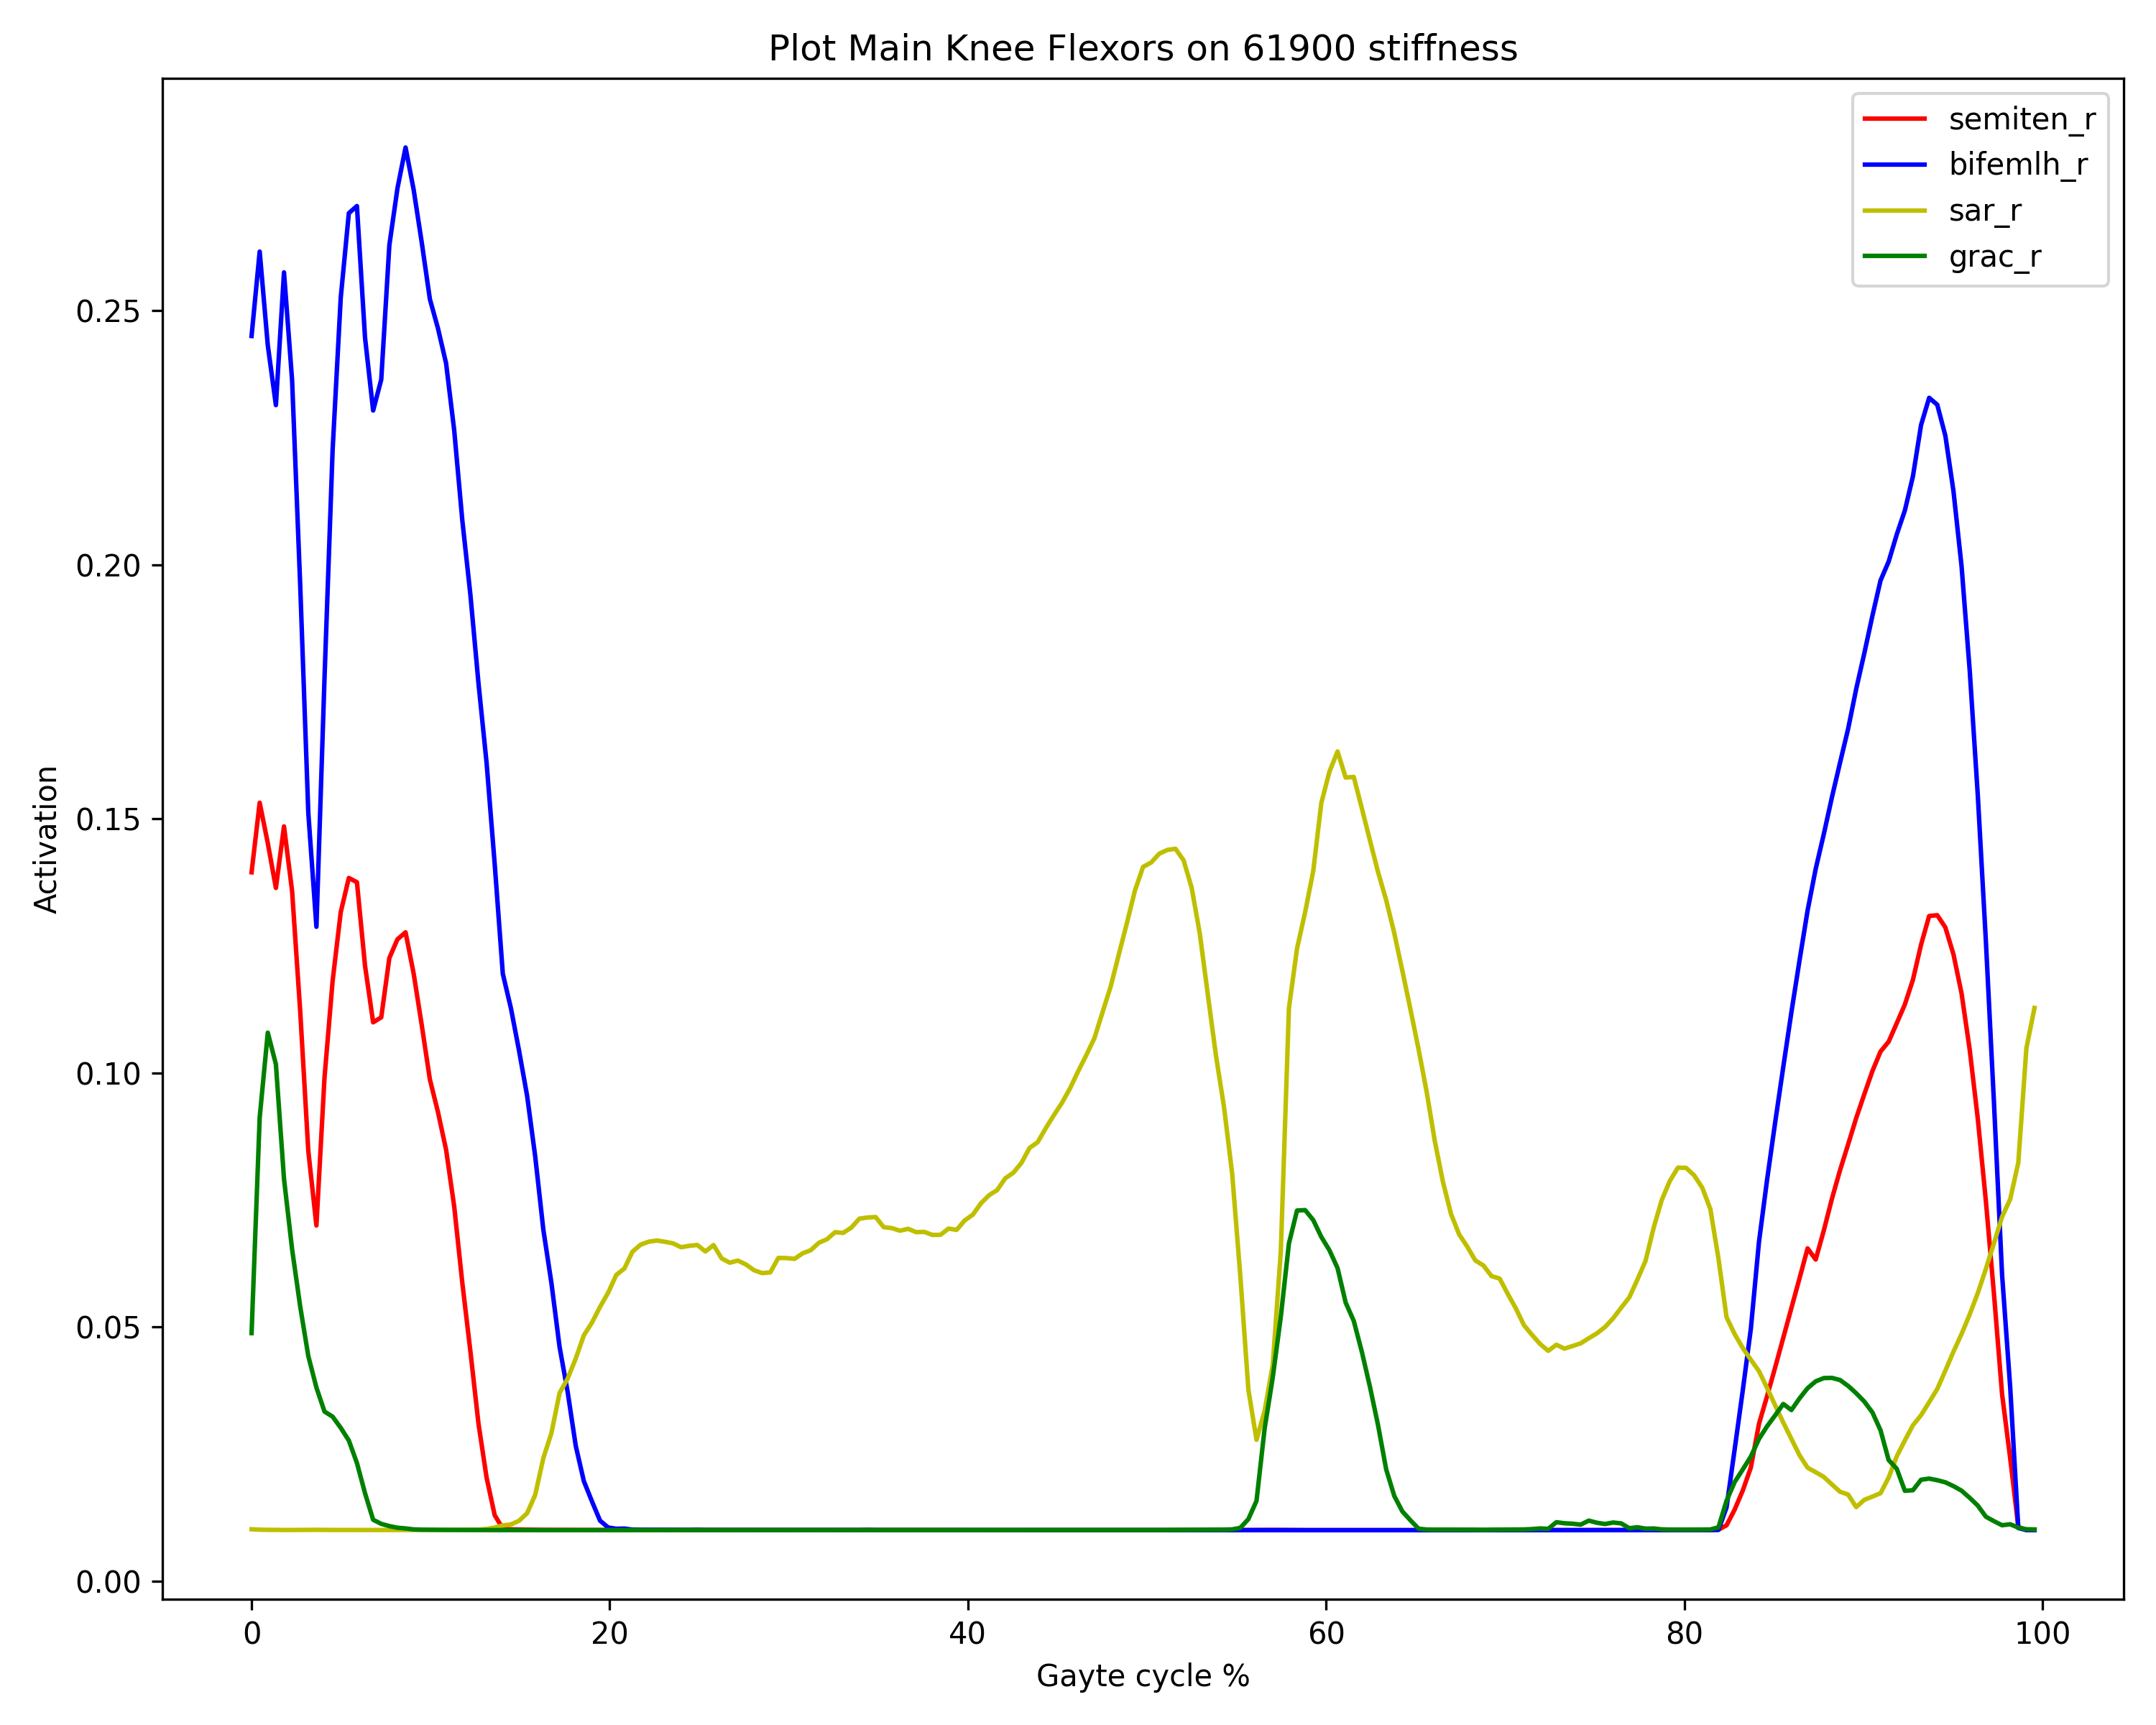 Plot Main Knee Flexors on 61900 stiffness
semiten_r
bifemlh_r
sar_r
grac_r
0.25
0.20
0.15
0.10
0.05
0.00
Activation
0 20 40 60 80 100
Gayte cycle %